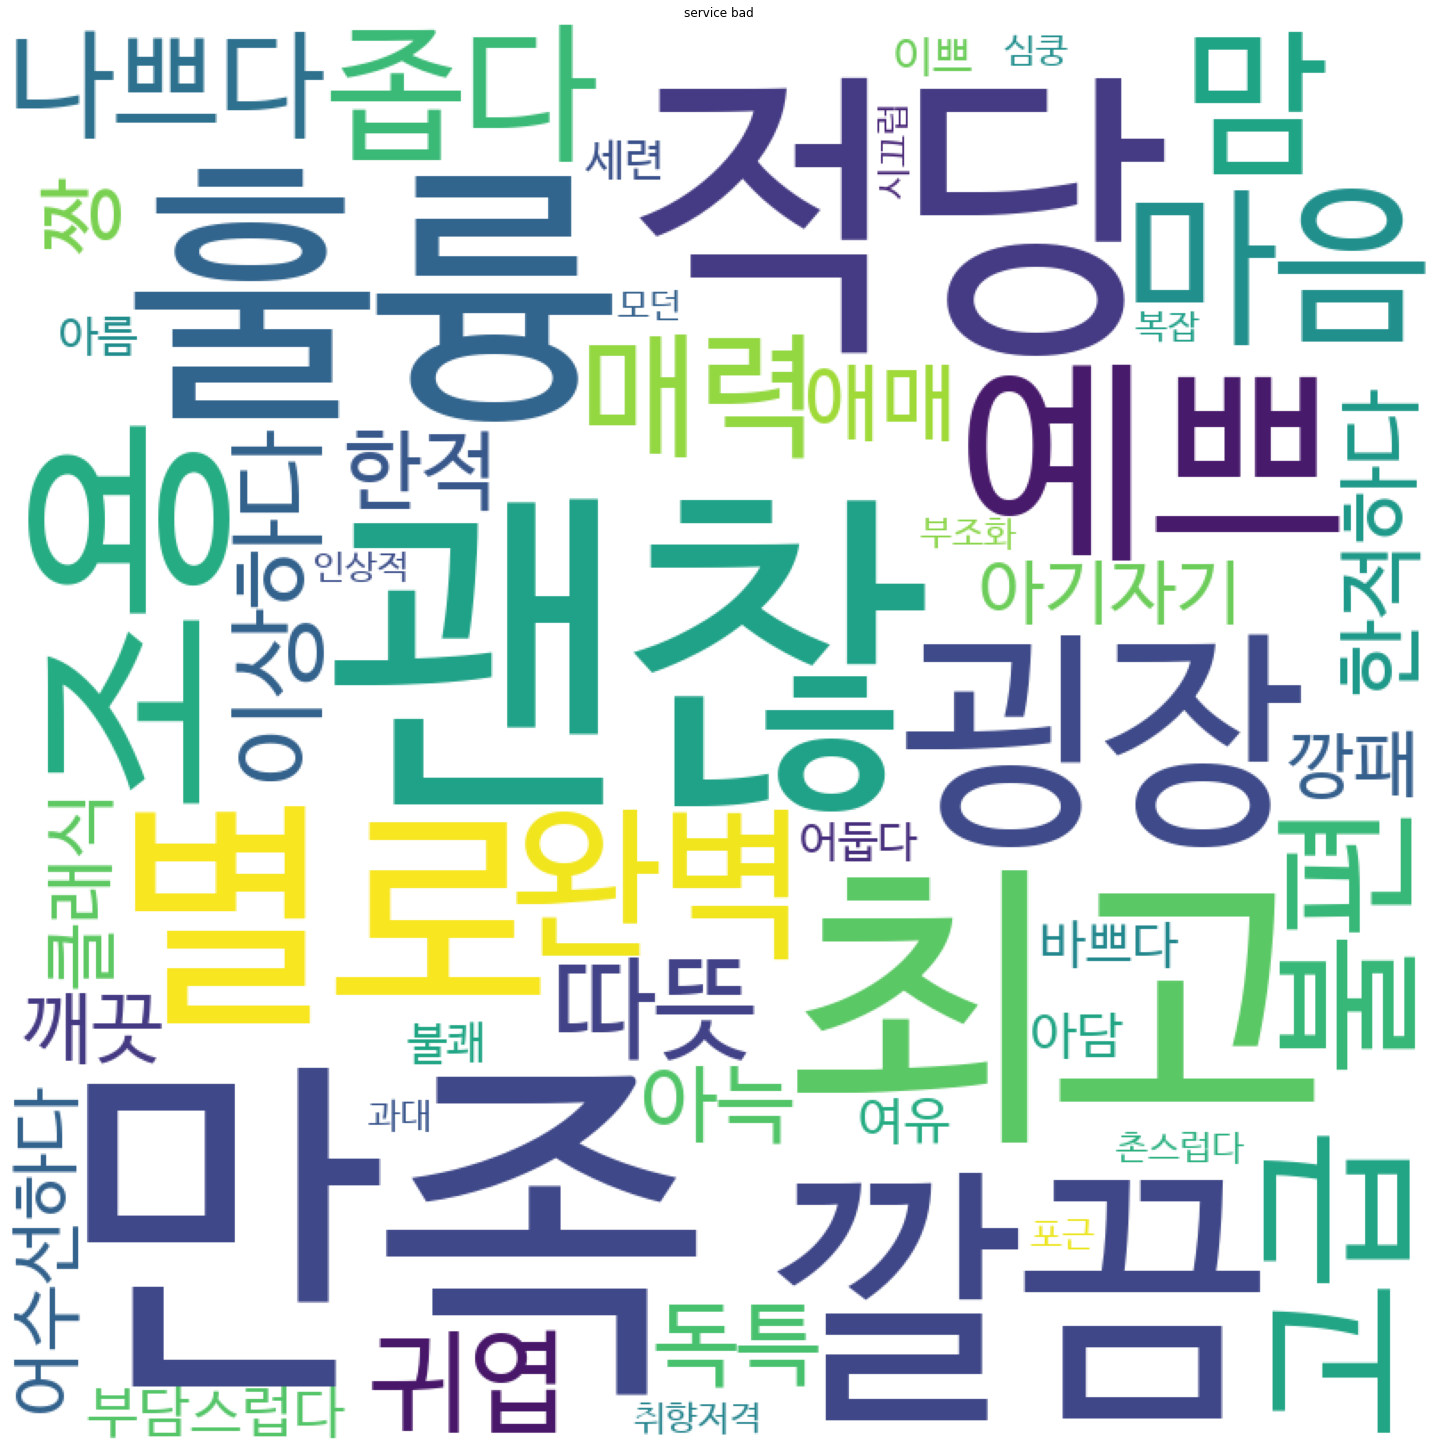 service bad
나쁘다
좁다
이쁘
심쿵
맘
적당
시끄럽
세련
짱
훌륭
마음
모던
복잡
아름
매력
애매
예쁘
한적하다
조용
이상하다
한적
괜찮
인상적
부조화
아기자기
굉장
깡패
클래식
별로
완벽
어둡다
최고
불편
바쁘다
깨끗
따뜻
불쾌
아담
아늑
여유
과대
만족
어수선하다
촌스럽다
깔끔
포근
고급
귀엽
독특
부담스럽다
취향저격